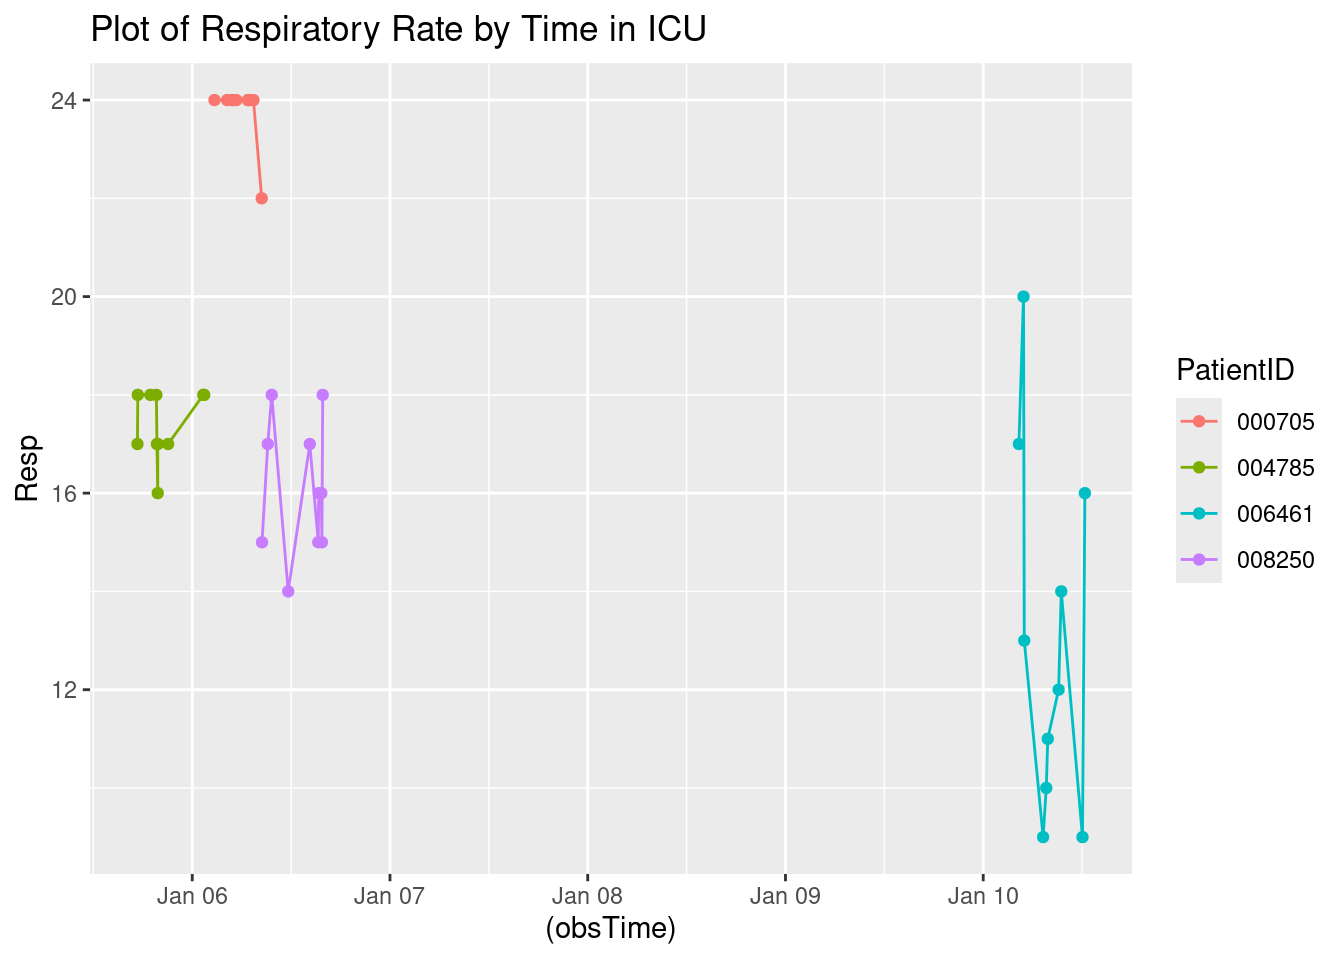 Plot of Respiratory Rate by Time in ICU
24
20
16
12
Resp
Jan 06
Jan 07
Jan 08
Jan 09
Jan 10
(obsTime)
PatientID
000705
004785
006461
008250